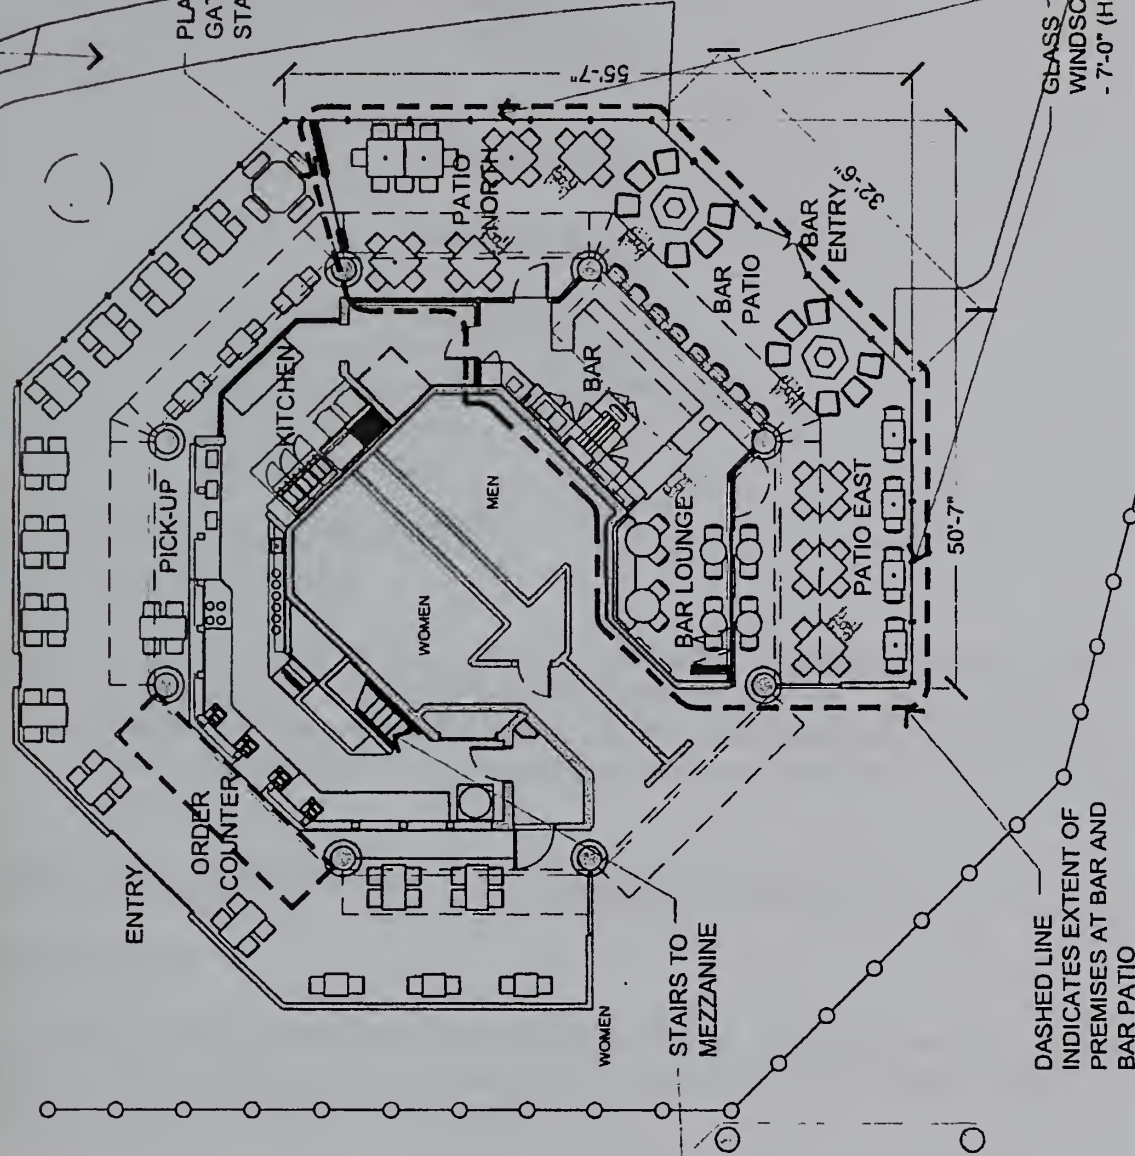 PLA
GAT
STA
55'-7"
GLASS
WINDSC
- 7'-0" (H
PATIO
NORTH
32'-6"
BAR
ENTRY
BAR
PATIO
KITCHEN
BAR
PICK-UP
MEN
WOMEN
BAR LOUNGE
PATIO EAST
50'-7"
ORDER
COUNTER
ENTRY
STAIRS TO
MEZZANINE
WOMEN
DASHED LINE
INDICATES EXTENT OF
PREMISES AT BAR AND
BAR PATIO